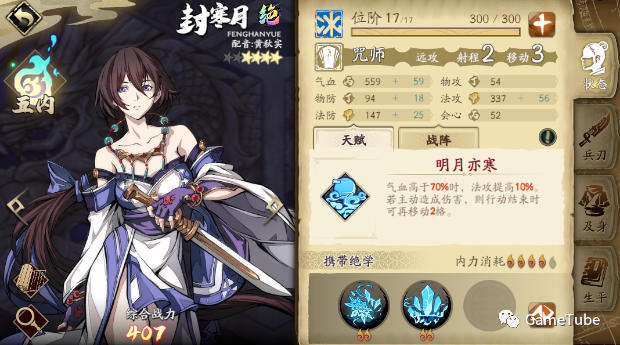 封寒月 绝
FENGHANYUE
配音:黄秋实
五内
综合战力
407
位阶 17/17 300 / 300
咒师 远攻 射程2 移动3
气血 559 + 59 物攻 54
物防 94 + 18 法攻 337 + 56
法防 147 + 25 会心 52
天赋 战阵
明月亦寒
气血高于70%时，法攻提高10%。
若主动造成伤害，则行动结束时
可再移动2格。
携带绝学 内力消耗
状态
兵刃
及身
生平
GameTube